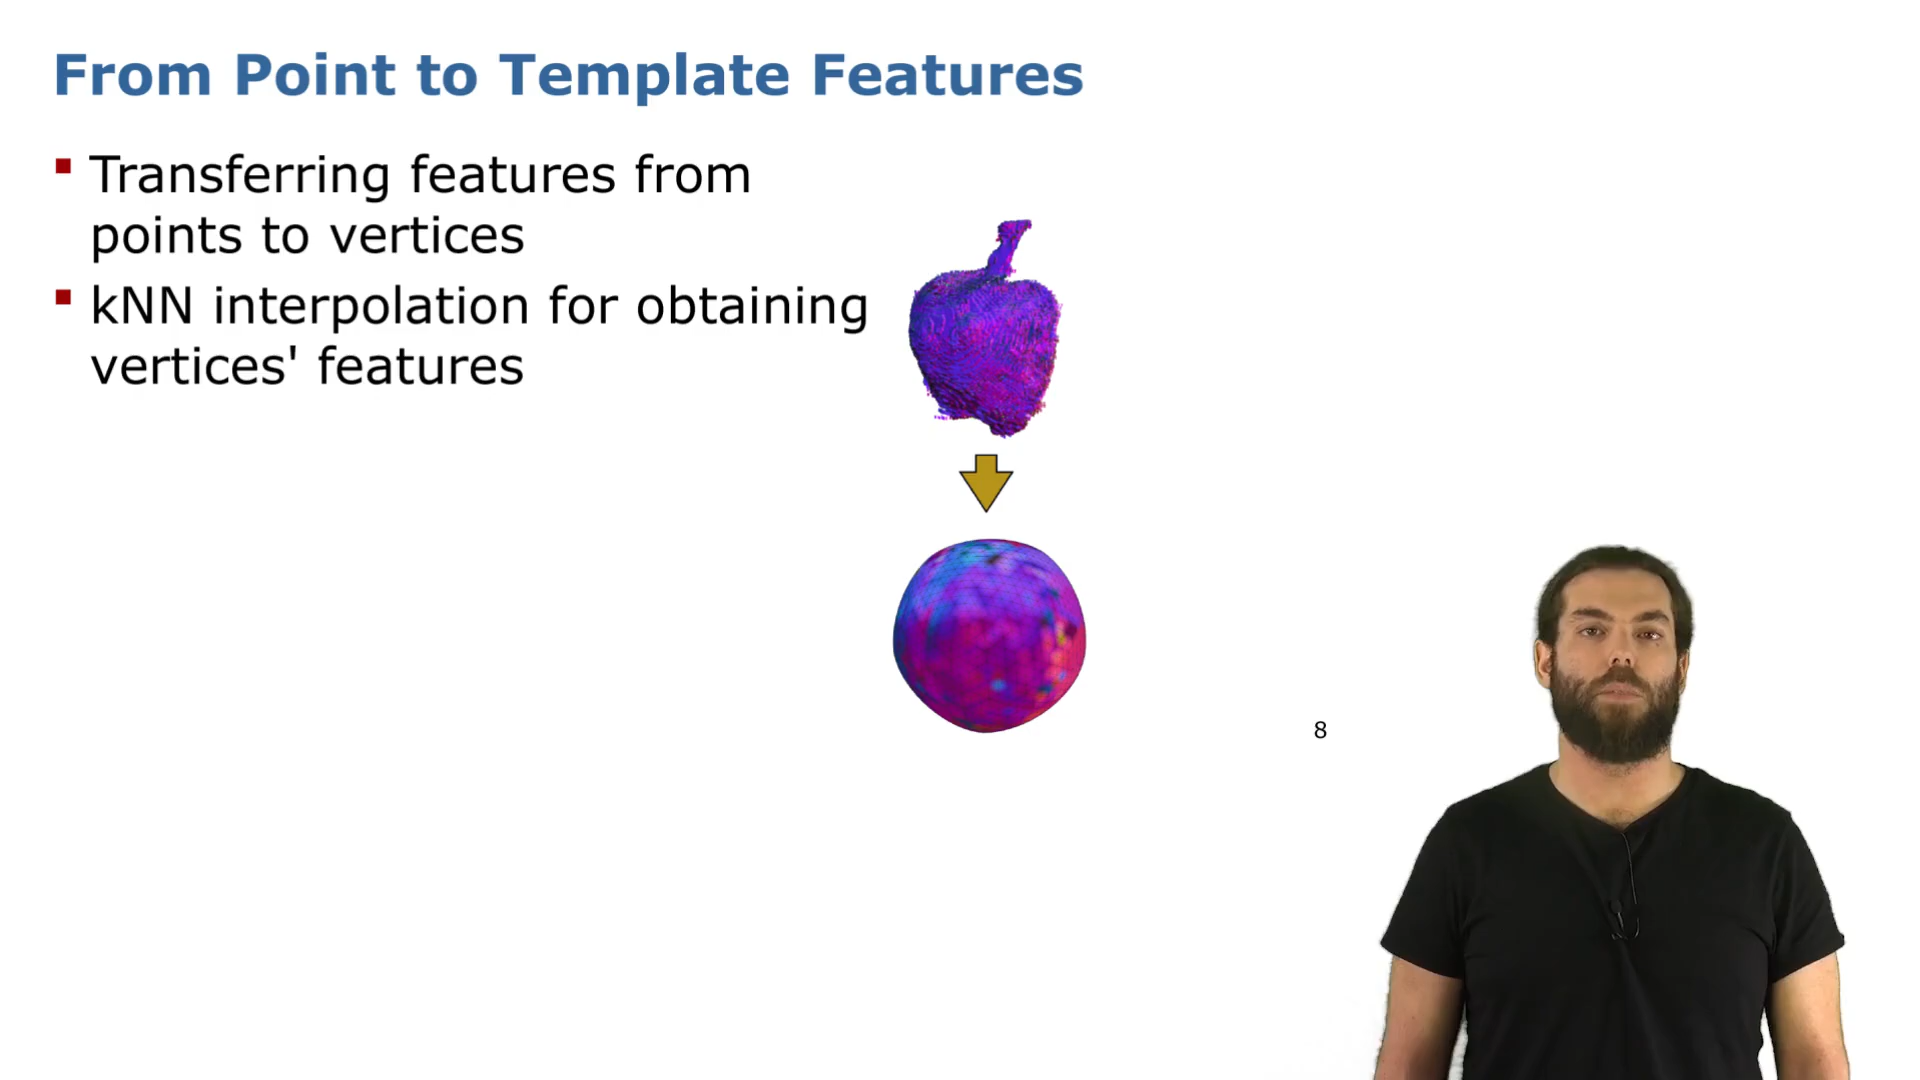 From Point to Template Features
Transferring features from
points to vertices
kNN interpolation for obtaining
vertices' features
8